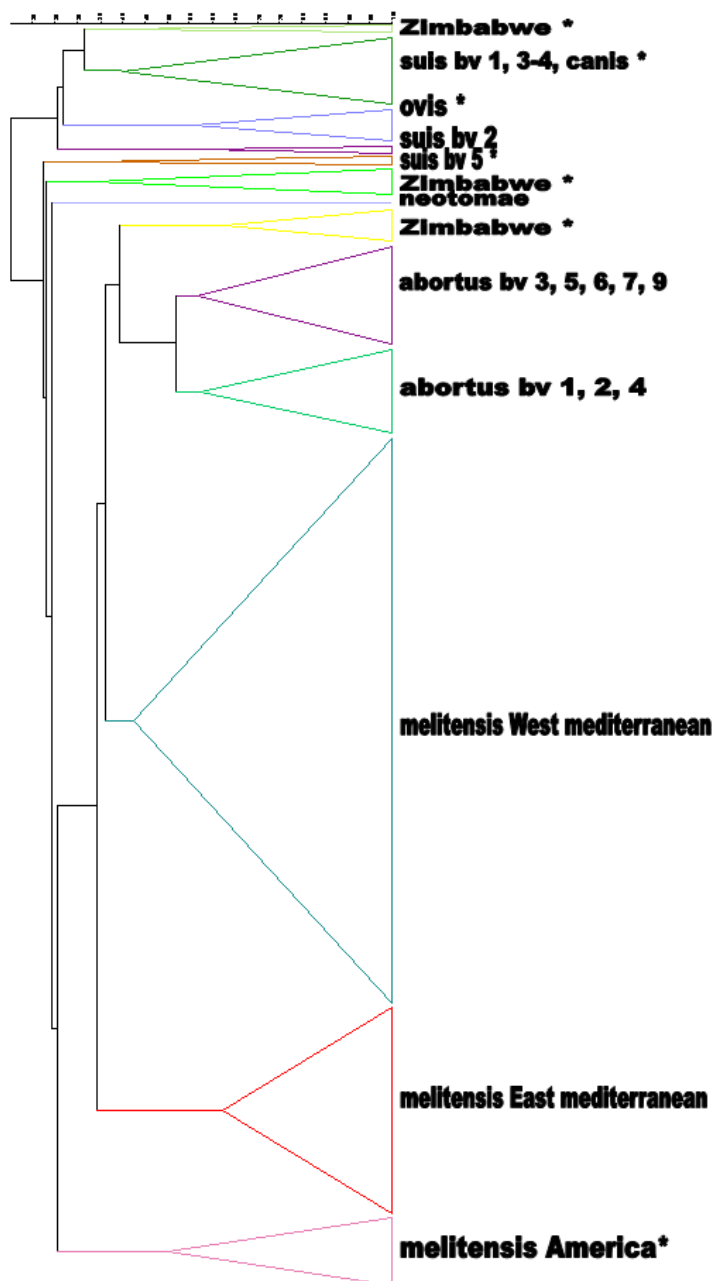 Zimbabwe *
suis bv 1, 3-4, canis *
ovis *
suis bv 2
suis bv 5 *
Zimbabwe *
neotomae
Zimbabwe *
abortus bv 3, 5, 6, 7, 9
abortus bv 1, 2, 4
melitensis West mediterranean
melitensis East mediterranean
melitensis America*